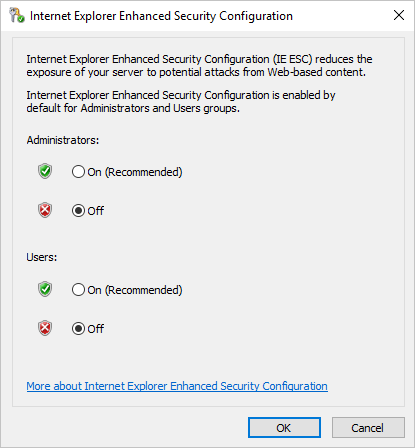 Internet Explorer Enhanced Security Configuration
Internet Explorer Enhanced Security Configuration (IE ESC) reduces the
exposure of your server to potential attacks from Web-based content.
Internet Explorer Enhanced Security Configuration is enabled by
default for Administrators and Users groups.
Administrators:
On (Recommended)
Off
Users:
On (Recommended)
Off
More about Internet Explorer Enhanced Security Configuration
OK
Cancel